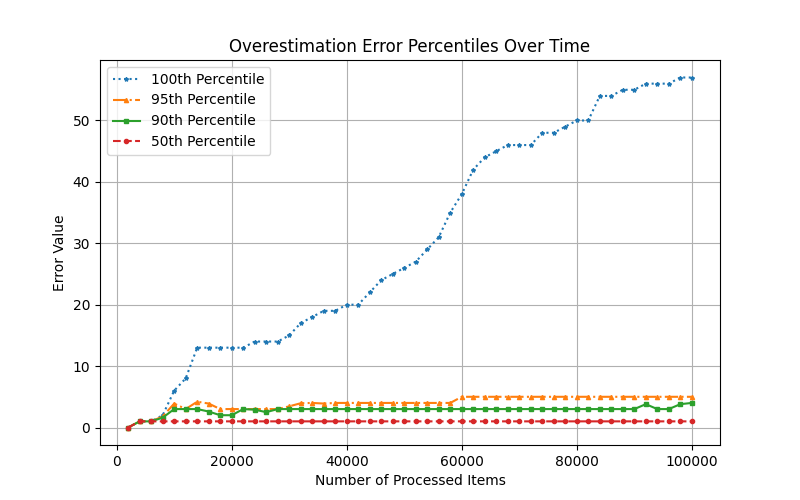 Overestimation Error Percentiles Over Time
100th Percentile
95th Percentile
90th Percentile
50th Percentile
Error Value
50
40
30
20
10
0
0 20000 40000 60000 80000 100000
Number of Processed Items